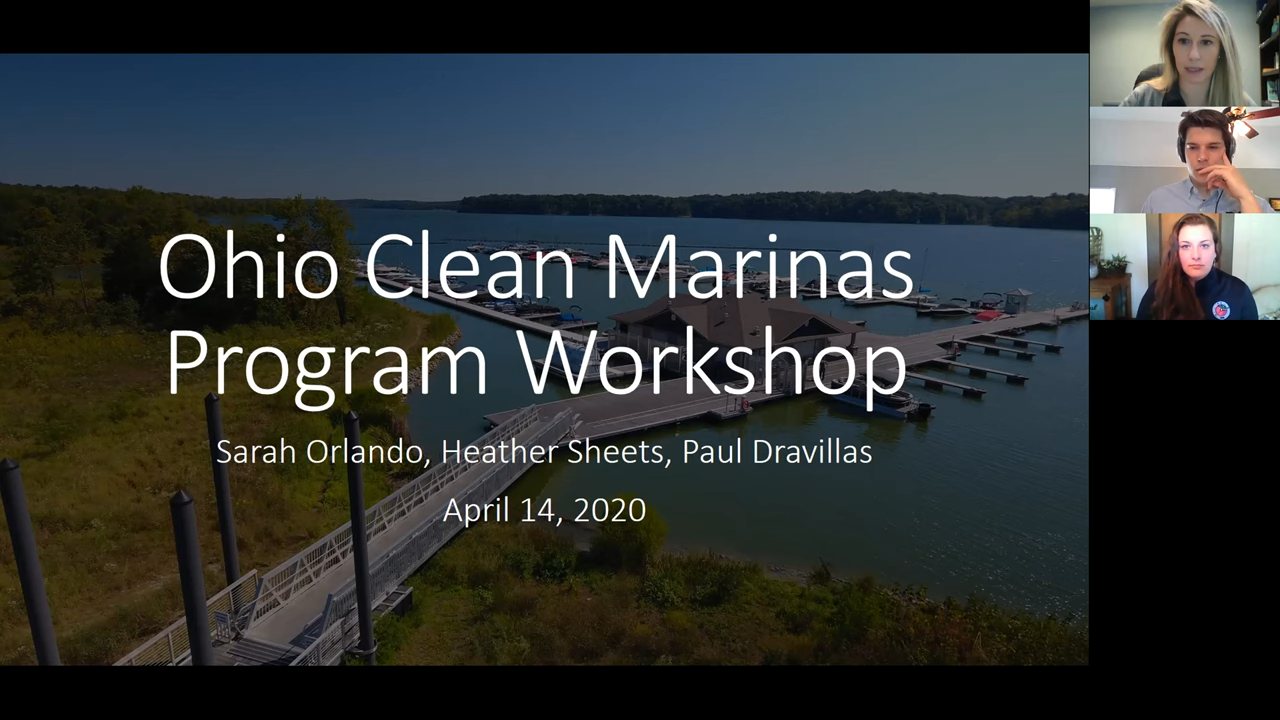 Ohio Clean Marinas
Program Workshop
Sarah Orlando, Heather Sheets, Paul Dravillas
April 14, 2020